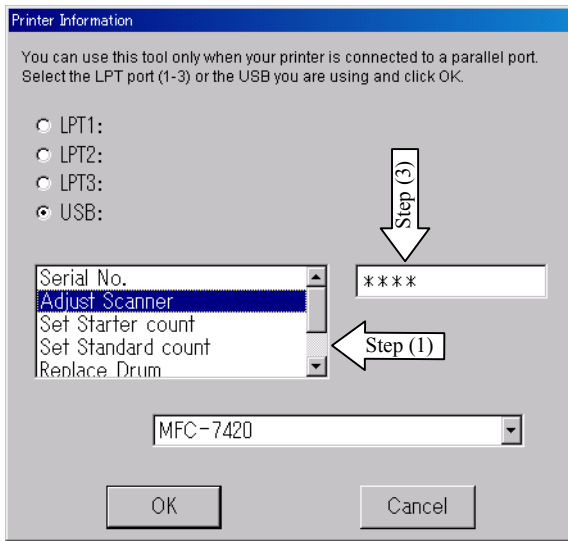 Printer Information
You can use this tool only when your printer is connected to a parallel port.
Select the LPT port (1-3) or the USB you are using and click OK.
LPT1:
LPT2:
LPT3:
USB:
Step (3)
Serial No.
****
Adjust Scanner
Set Starter count
Set Standard count
Step (1)
Replace Drum
MFC-7420
OK
Cancel